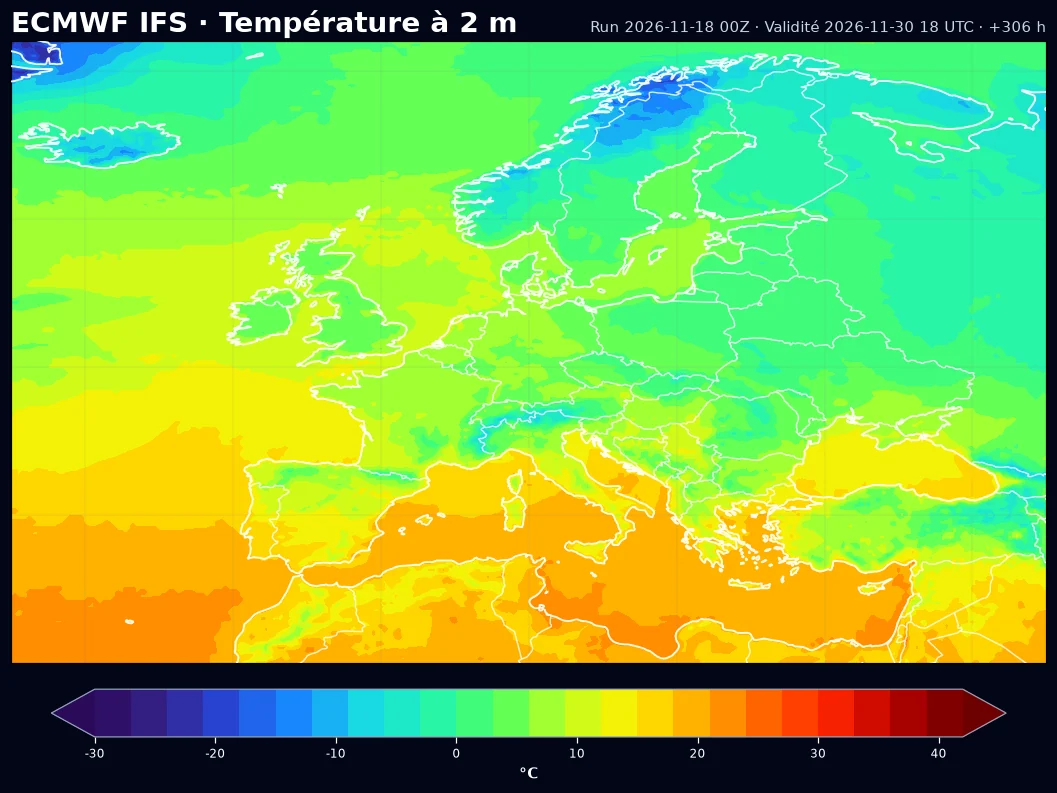 ECMWF IFS · Température à 2 m
Run 2026-11-18 00Z · Validité 2026-11-30 18 UTC · +306 h
-30 -20 -10 0 10 20 30 40
°C